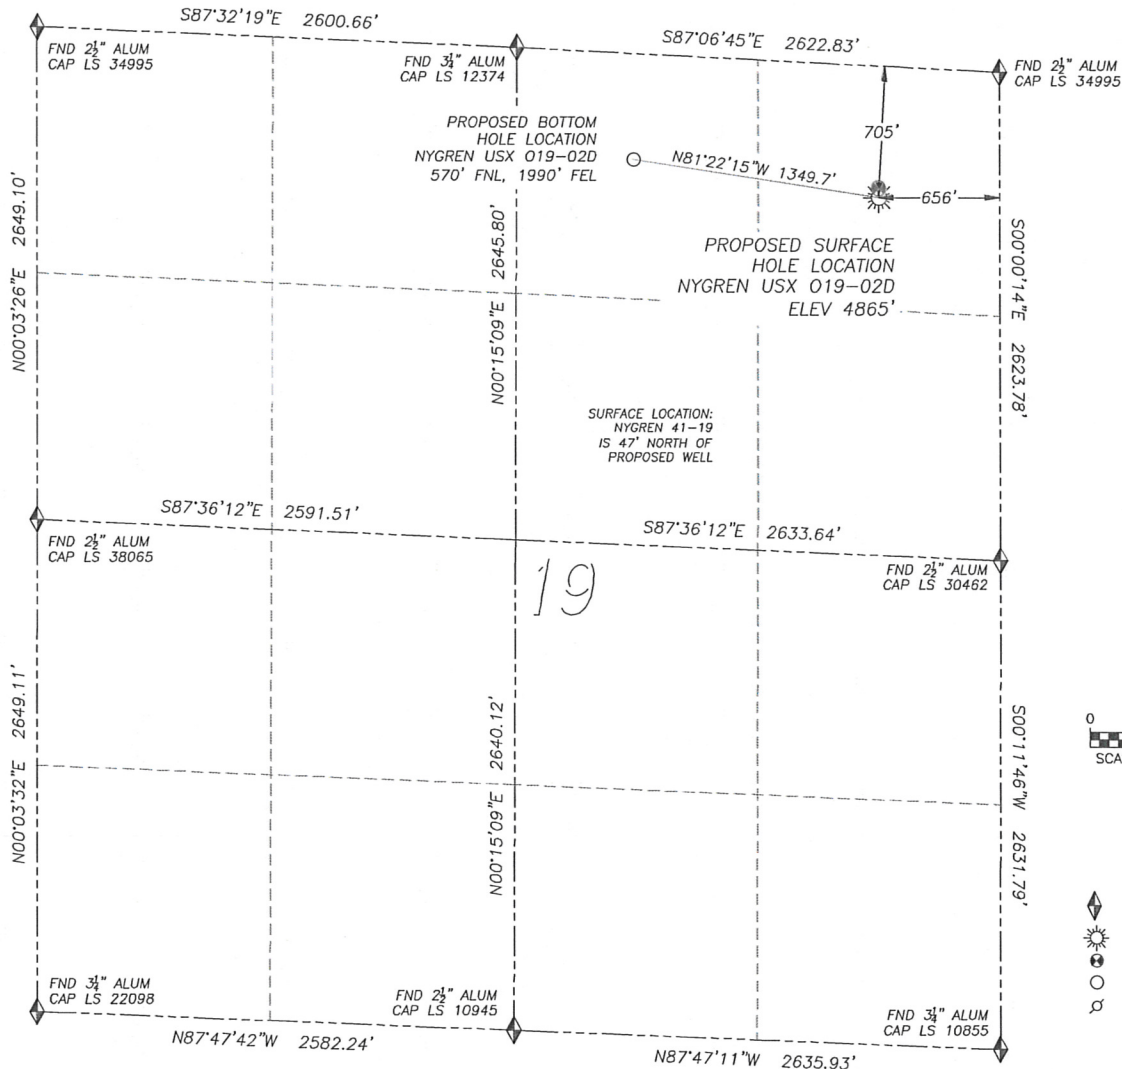 S87°32'19"E 2600.66'
S87°06'45"E 2622.83'
FND 2½" ALUM
CAP LS 34995
FND 3¼" ALUM
CAP LS 12374
FND 2½" ALUM
CAP LS 34995
PROPOSED BOTTOM
HOLE LOCATION
NYGREN USX O19-02D
570' FNL, 1990' FEL
705'
N81°22'15"W 1349.7'
656'
PROPOSED SURFACE
HOLE LOCATION
NYGREN USX O19-02D
ELEV 4865'
N00°03'26"E 2649.10'
N00°15'09"E 2645.80'
S00°00'14"E 2623.78'
SURFACE LOCATION:
NYGREN 41-19
IS 47' NORTH OF
PROPOSED WELL
S87°36'12"E 2591.51'
S87°36'12"E 2633.64'
FND 2½" ALUM
CAP LS 38065
FND 2½" ALUM
CAP LS 30462
19
N00°03'32"E 2649.11'
N00°15'09"E 2640.12'
S00°11'46"W 2631.79'
0
SCA
FND 3¼" ALUM
CAP LS 22098
FND 2½" ALUM
CAP LS 10945
FND 3¼" ALUM
CAP LS 10855
N87°47'42"W 2582.24'
N87°47'11"W 2635.93'